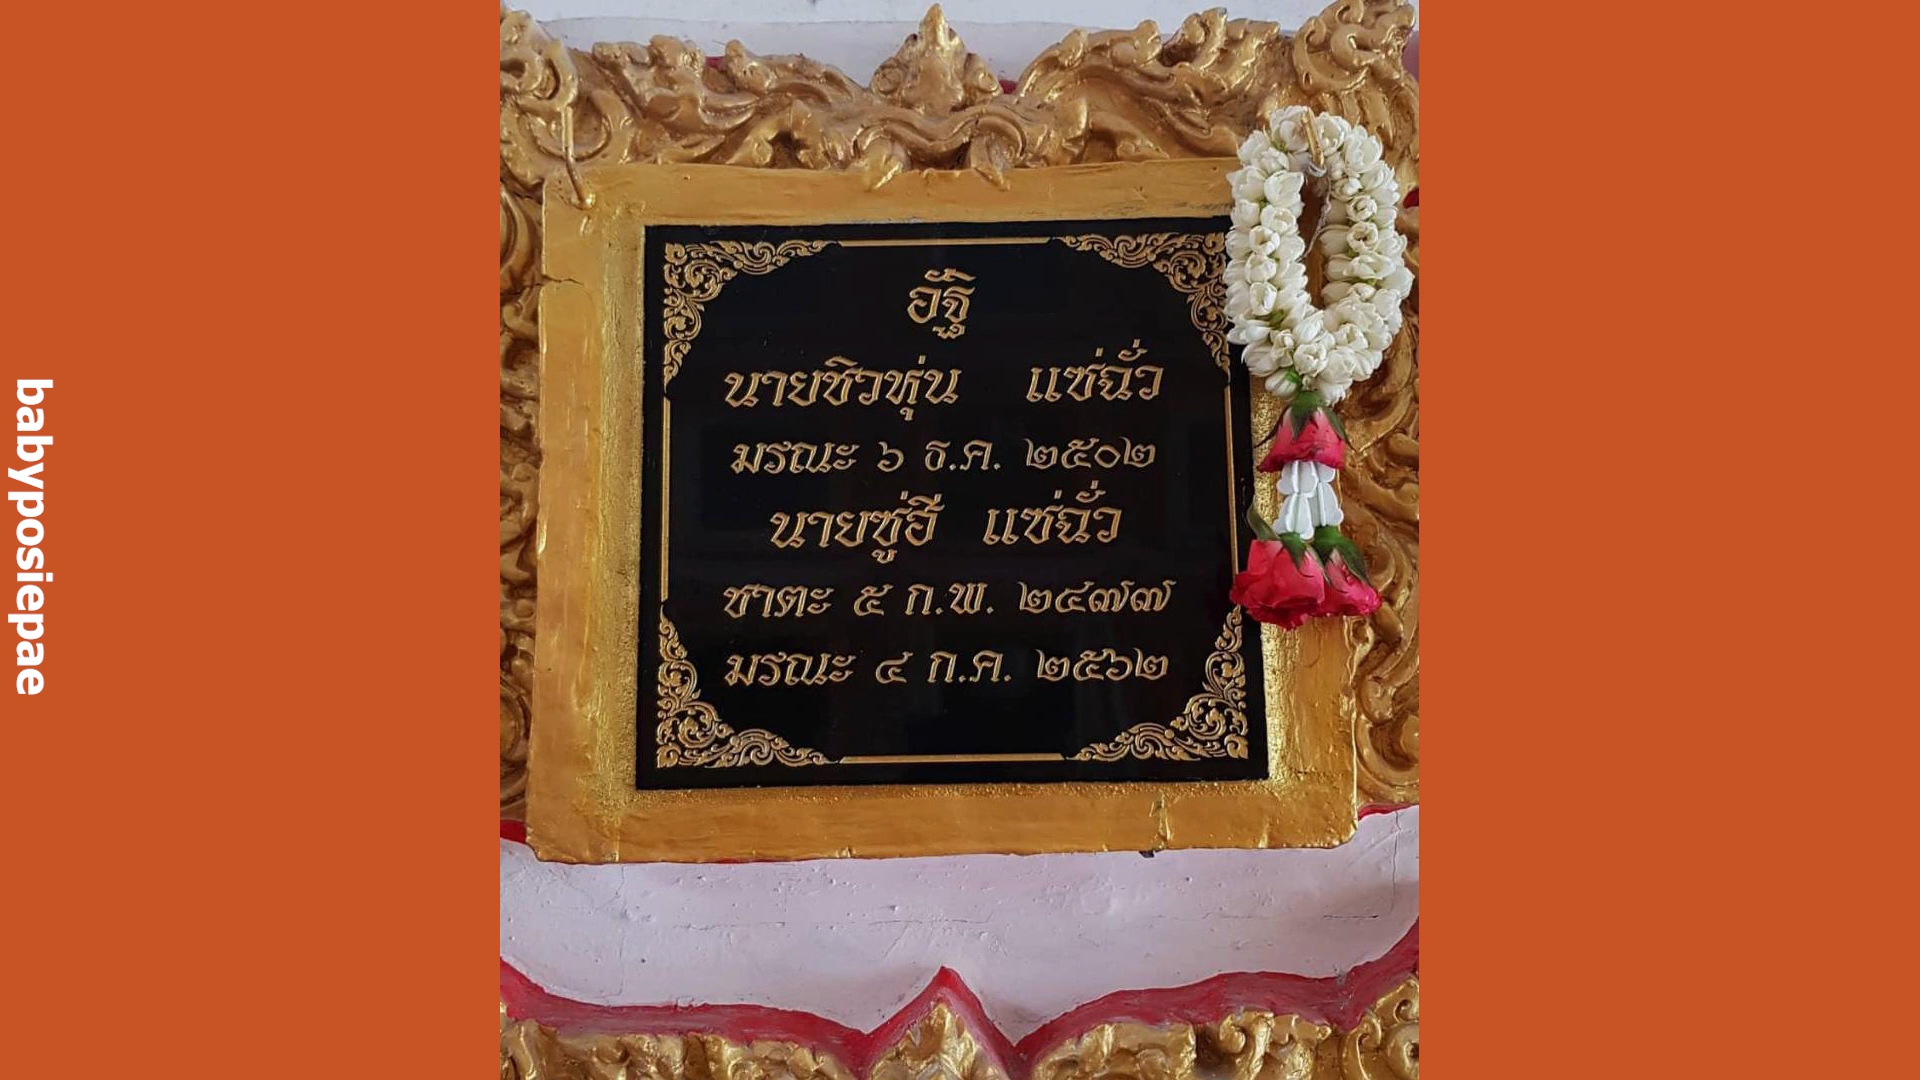 อัฐิ
นายชิวหุ่น แซ่ฉั่ว
มรณะ ๖ ธ.ค. ๒๕๐๒
นายซู่ฮี แซ่ฉั่ว
ชาตะ ๕ ก.พ. ๒๔๗๗
มรณะ ๔ ก.ค. ๒๕๖๒
babyposiepae